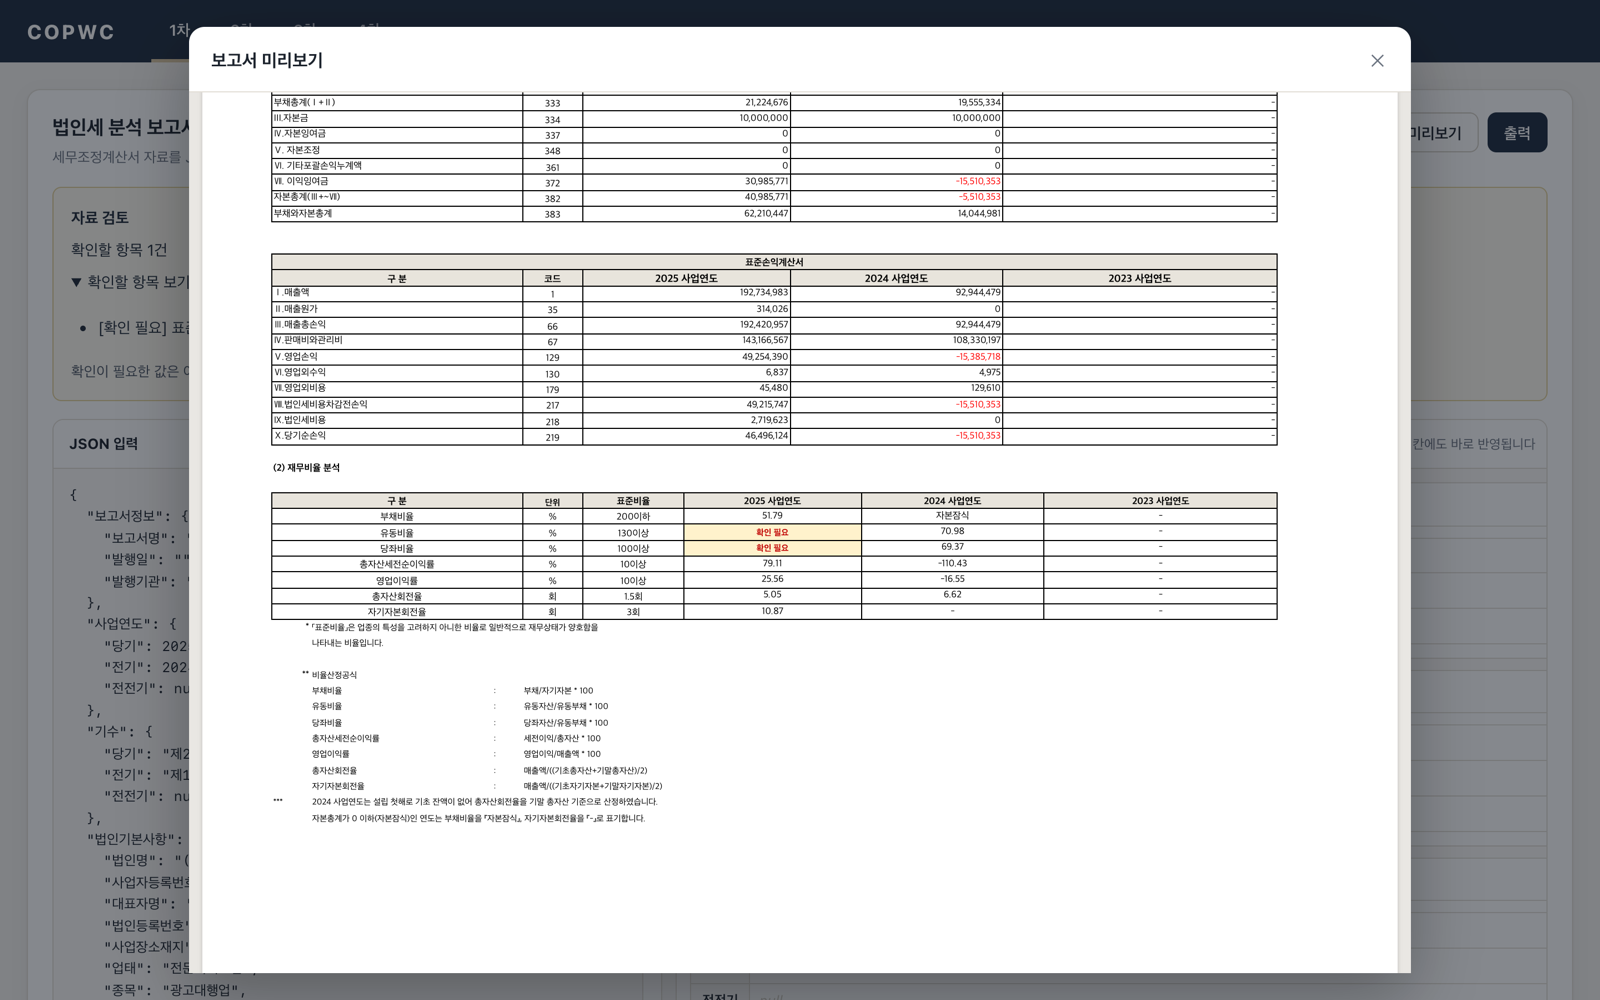 COPWC 1차
보고서 미리보기
법인세 분석 보고서
세무조정계산서 자료를
미리보기 출력
자료 검토
확인할 항목 1건
▼ 확인할 항목 보기
• [확인 필요]
확인이 필요한 값은
JSON 입력
칸에도 바로 반영됩니다
{
"보고서정보": {
"보고서명":
"발행일": ""
"발행기관":
},
"사업연도": {
"당기": 202
"전기": 202
"전전기": nu
},
"기수": {
"당기": "제2
"전기": "제1
"전전기": nu
},
"법인기본사항":
"법인명": "(
"사업자등록번호
"대표자명":
"법인등록번호"
"사업장소재지"
"업태": "전문
"종목": "광고대행업",
전전기 null
부채총계(Ⅰ+Ⅱ) 333 21,224,676 19,555,334 -
Ⅲ.자본금 334 10,000,000 10,000,000 -
Ⅳ.자본잉여금 337 0 0 -
Ⅴ. 자본조정 348 0 0 -
Ⅵ. 기타포괄손익누계액 361 0 0 -
Ⅶ. 이익잉여금 372 30,985,771 -15,510,353 -
자본총계(Ⅲ+~Ⅶ) 382 40,985,771 -5,510,353 -
부채와자본총계 383 62,210,447 14,044,981 -
표준손익계산서
구 분 코드 2025 사업연도 2024 사업연도 2023 사업연도
Ⅰ.매출액 1 192,734,983 92,944,479 -
Ⅱ.매출원가 35 314,026 0 -
Ⅲ.매출총손익 66 192,420,957 92,944,479 -
Ⅳ.판매비와관리비 67 143,166,567 108,330,197 -
Ⅴ.영업손익 129 49,254,390 -15,385,718 -
Ⅵ.영업외수익 130 6,837 4,975 -
Ⅶ.영업외비용 179 45,480 129,610 -
Ⅷ.법인세비용차감전손익 217 49,215,747 -15,510,353 -
Ⅸ.법인세비용 218 2,719,623 0 -
Ⅹ.당기순손익 219 46,496,124 -15,510,353 -
(2) 재무비율 분석
구 분 단위 표준비율 2025 사업연도 2024 사업연도 2023 사업연도
부채비율 % 200이하 51.79 자본잠식 -
유동비율 % 130이상 확인 필요 70.98 -
당좌비율 % 100이상 확인 필요 69.37 -
총자산세전순이익률 % 10이상 79.11 -110.43 -
영업이익률 % 10이상 25.56 -16.55 -
총자산회전율 회 1.5회 5.05 6.62 -
자기자본회전율 회 3회 10.87 - -
* 「표준비율」은 업종의 특성을 고려하지 아니한 비율로 일반적으로 재무상태가 양호함을
나타내는 비율입니다.
** 비율산정공식
부채비율 : 부채/자기자본 * 100
유동비율 : 유동자산/유동부채 * 100
당좌비율 : 당좌자산/유동부채 * 100
총자산세전순이익률 : 세전이익/총자산 * 100
영업이익률 : 영업이익/매출액 * 100
총자산회전율 : 매출액/((기초총자산+기말총자산)/2)
자기자본회전율 : 매출액/((기초자기자본+기말자기자본)/2)
*** 2024 사업연도는 설립 첫해로 기초 잔액이 없어 총자산회전율을 기말 총자산 기준으로 산정하였습니다.
자본총계가 0 이하(자본잠식)인 연도는 부채비율을 「자본잠식」, 자기자본회전율을 「-」로 표기합니다.